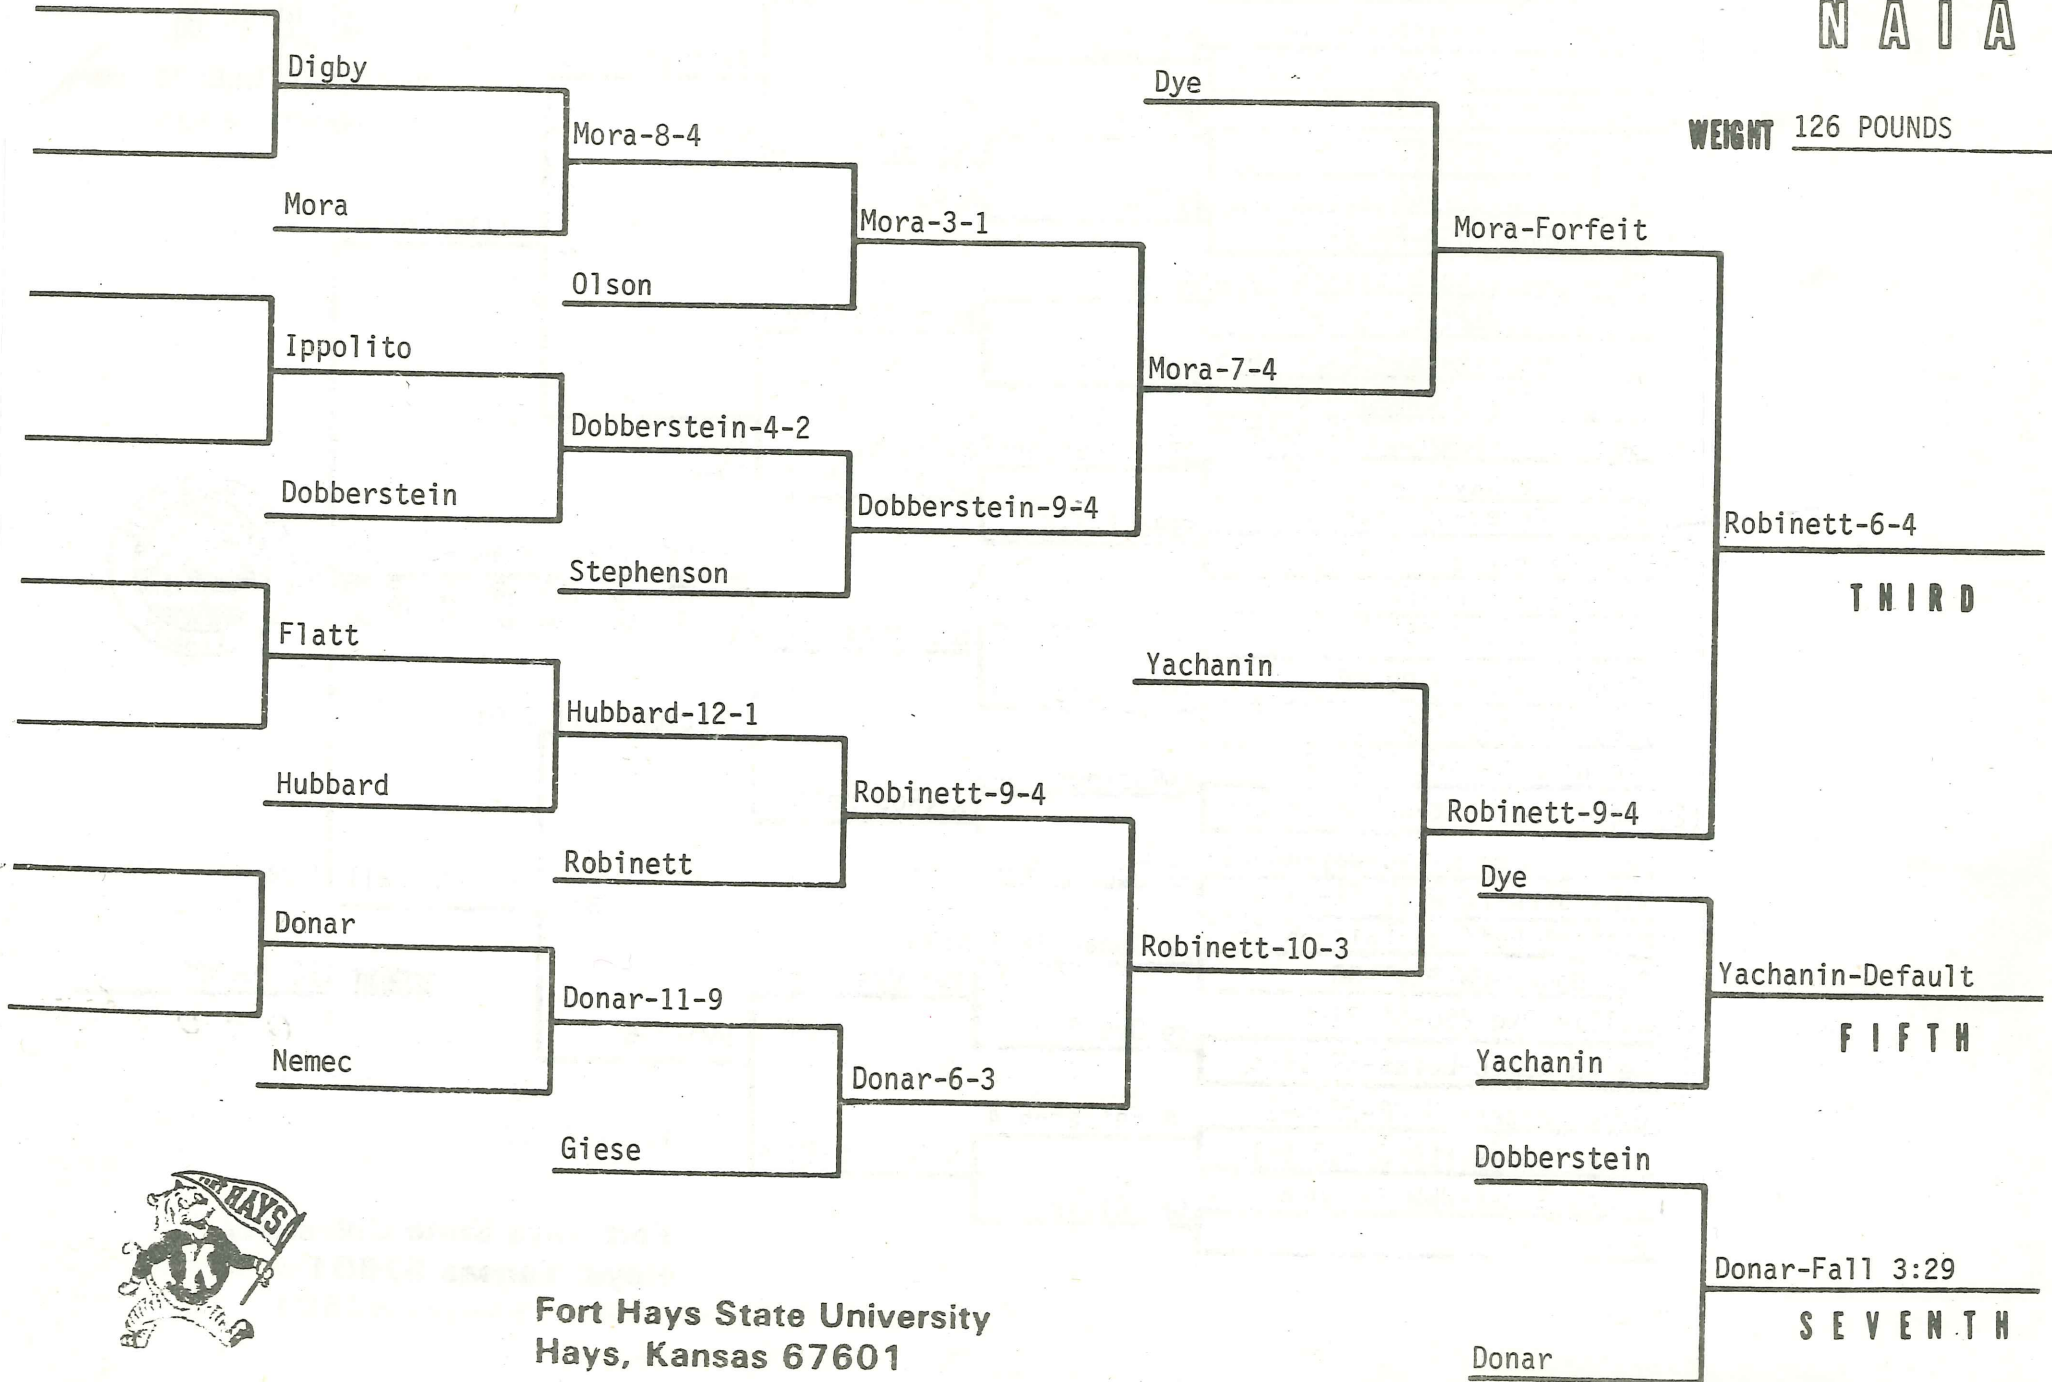 N A I A
WEIGHT 126 POUNDS
Digby
Mora
Ippolito
Dobberstein
Flatt
Hubbard
Donar
Nemec
Mora-8-4
Olson
Dobberstein-4-2
Stephenson
Hubbard-12-1
Robinett
Donar-11-9
Giese
Mora-3-1
Dobberstein-9-4
Robinett-9-4
Donar-6-3
Dye
Mora-7-4
Yachanin
Robinett-10-3
Mora-Forfeit
Robinett-9-4
Robinett-6-4
THIRD
Dye
Yachanin
Yachanin-Default
FIFTH
Dobberstein
Donar
Donar-Fall 3:29
SEVENTH
HAYS
K
Fort Hays State University
Hays, Kansas 67601